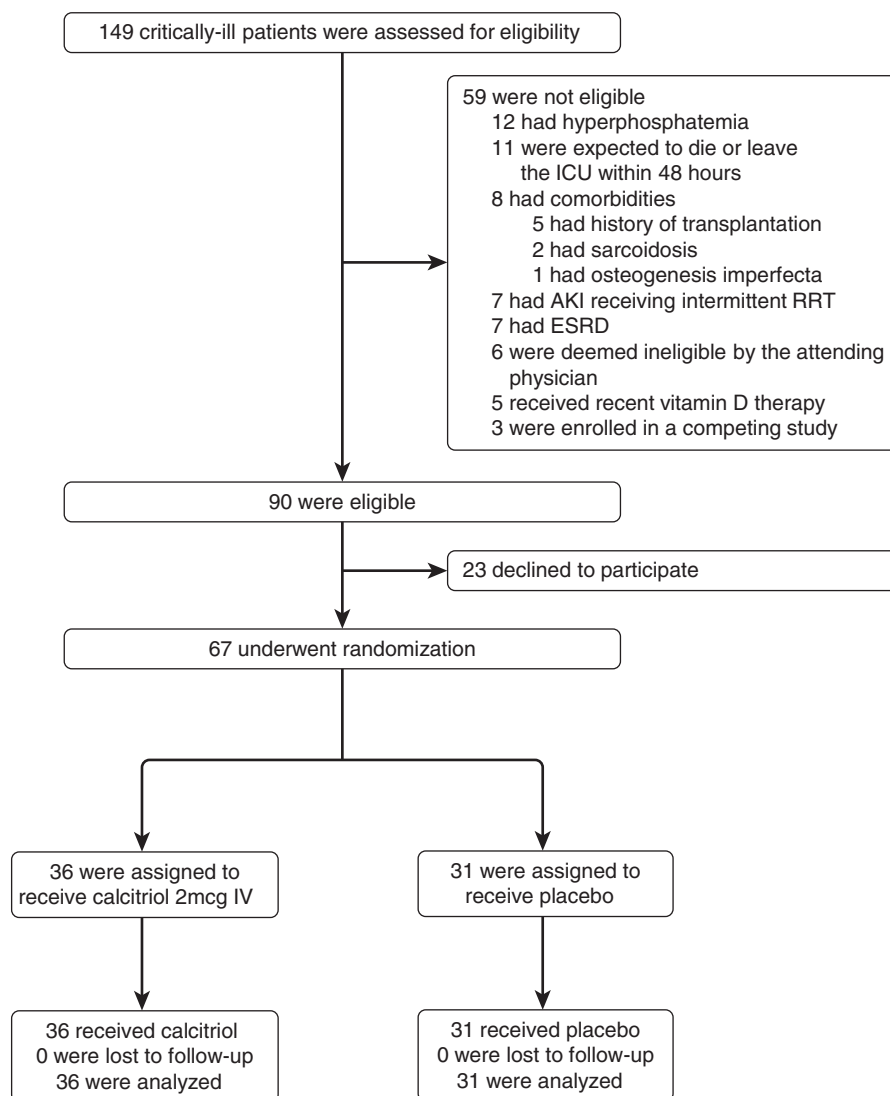 149 critically-ill patients were assessed for eligibility
59 were not eligible
12 had hyperphosphatemia
11 were expected to die or leave
the ICU within 48 hours
8 had comorbidities
5 had history of transplantation
2 had sarcoidosis
1 had osteogenesis imperfecta
7 had AKI receiving intermittent RRT
7 had ESRD
6 were deemed ineligible by the attending
physician
5 received recent vitamin D therapy
3 were enrolled in a competing study
90 were eligible
23 declined to participate
67 underwent randomization
36 were assigned to
receive calcitriol 2mcg IV
31 were assigned to
receive placebo
36 received calcitriol
0 were lost to follow-up
36 were analyzed
31 received placebo
0 were lost to follow-up
31 were analyzed